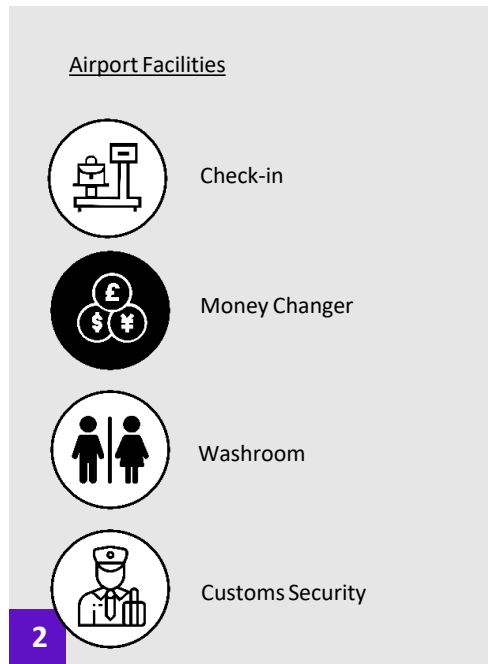 Airport Facilities
Check-in
£
$ ¥
Money Changer
Washroom
Customs Security
2